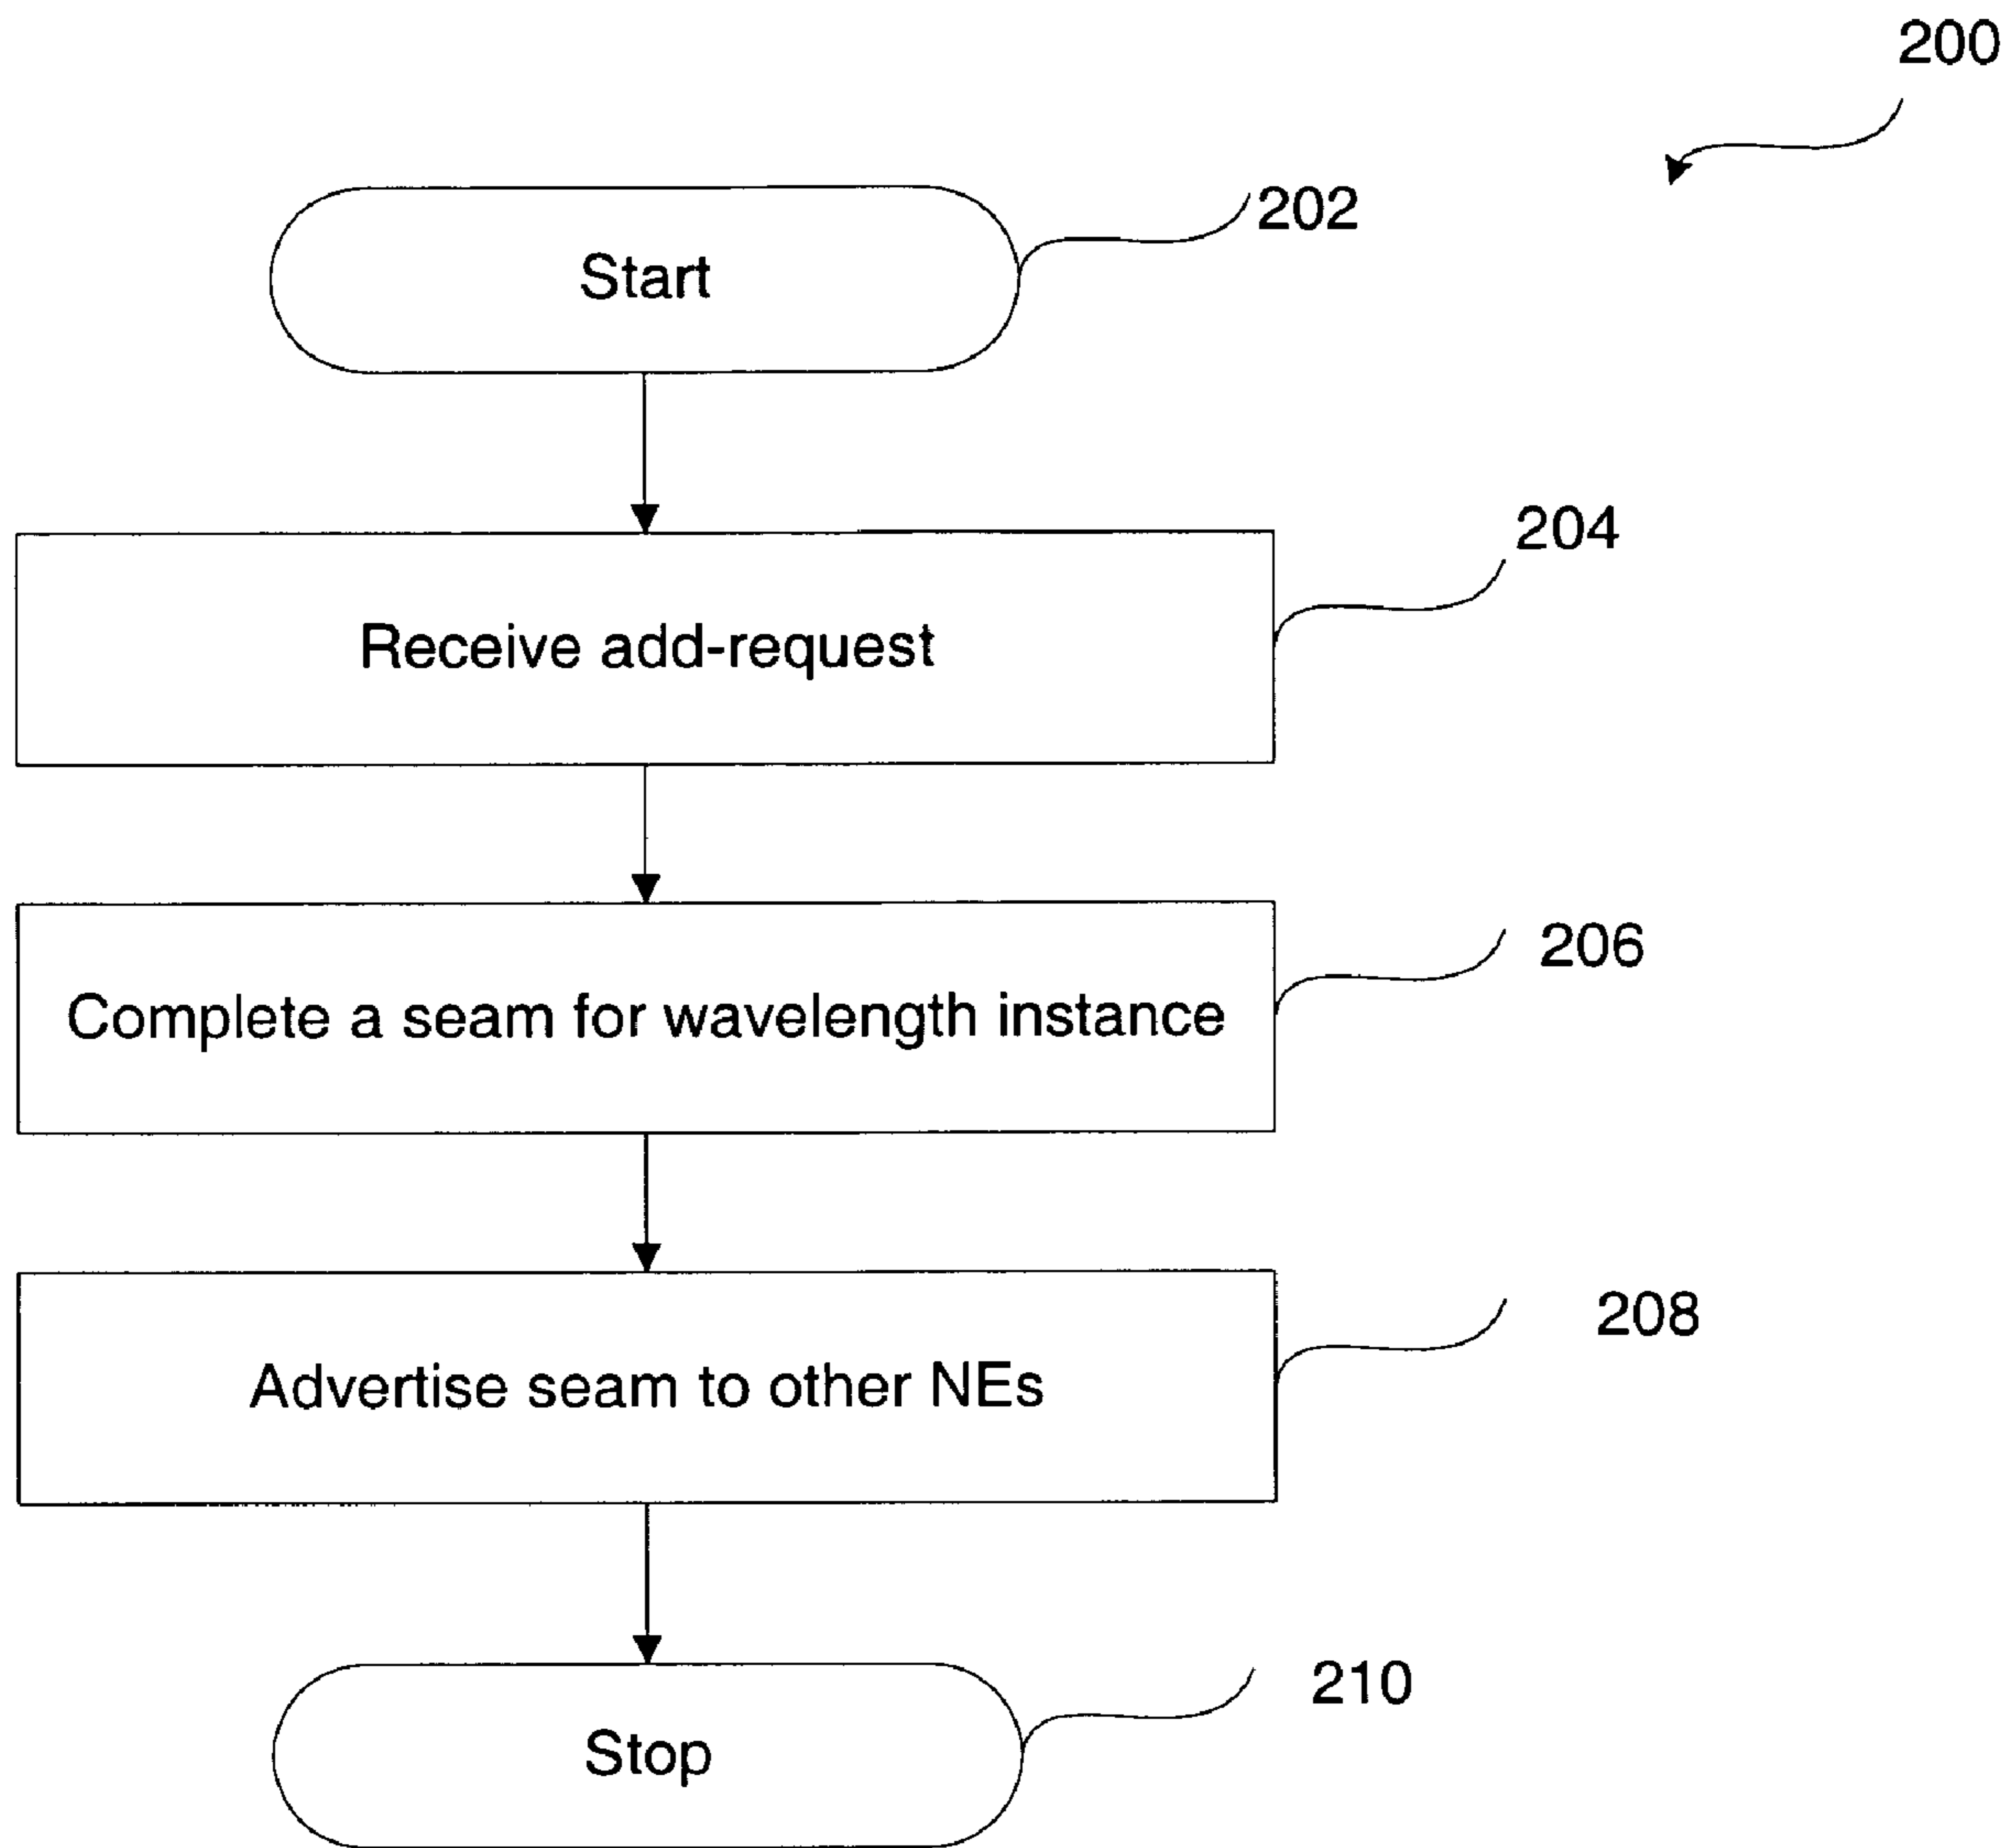 200
202
Start
204
Receive add-request
206
Complete a seam for wavelength instance
208
Advertise seam to other NEs
210
Stop